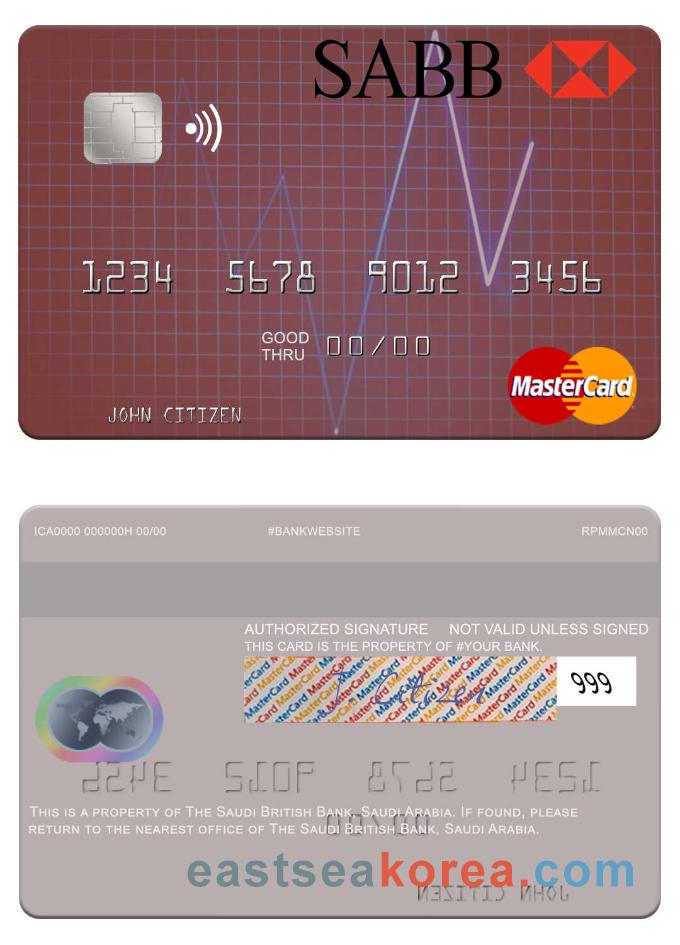 SABB
1234 5678 9012 3456
GOOD
THRU 00/00
MasterCard
JOHN CITIZEN
ICA0000 000000H 00/00 #BANKWEBSITE RPMMCN00
AUTHORIZED SIGNATURE NOT VALID UNLESS SIGNED
THIS CARD IS THE PROPERTY OF #YOUR BANK.
J. Citizen 999
THIS IS A PROPERTY OF THE SAUDI BRITISH BANK, SAUDI ARABIA. IF FOUND, PLEASE
RETURN TO THE NEAREST OFFICE OF THE SAUDI BRITISH BANK, SAUDI ARABIA.
eastseakorea.com